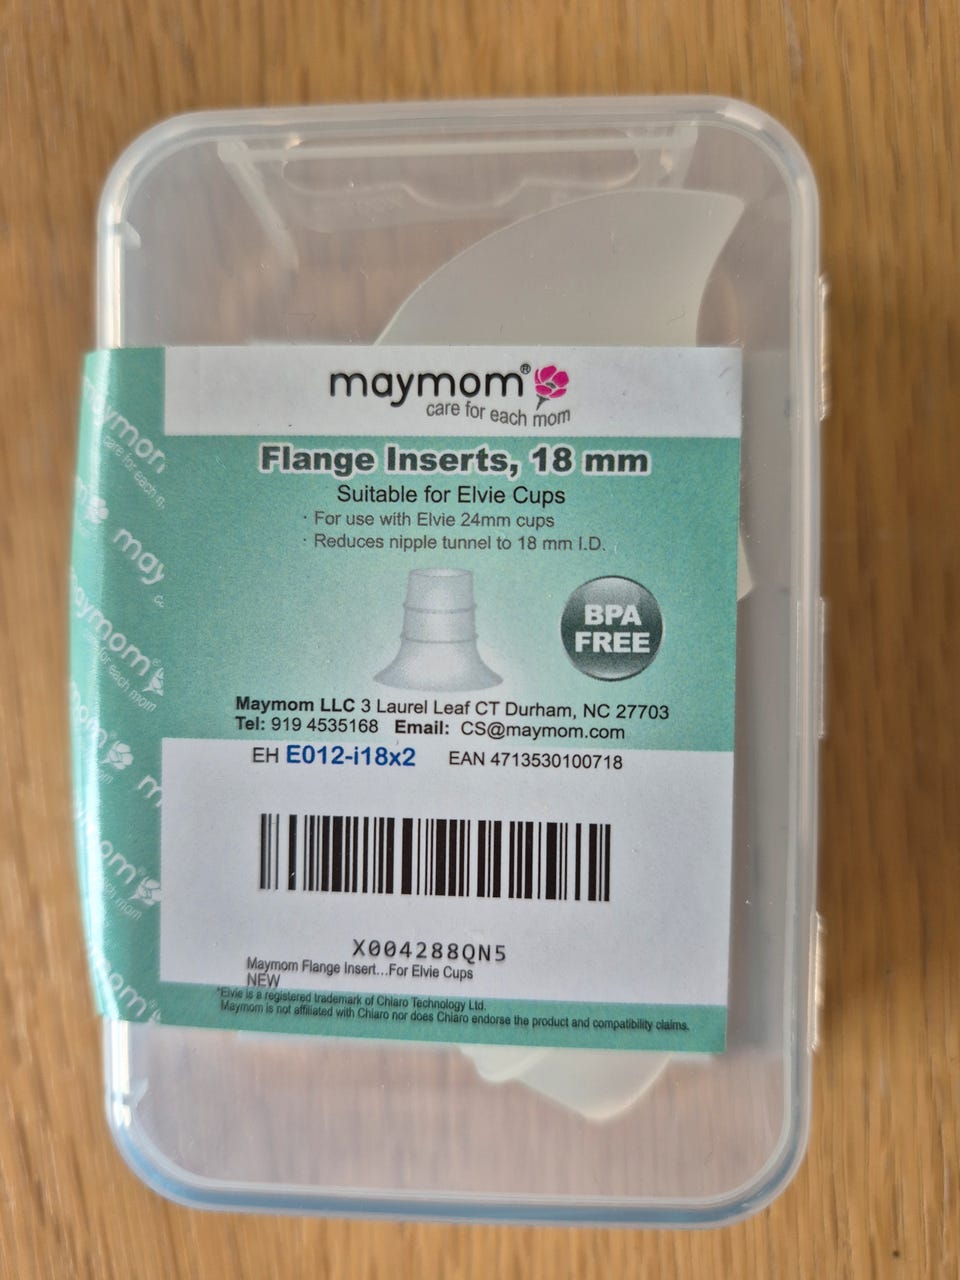 maymom®
care for each mom
Flange Inserts, 18 mm
Suitable for Elvie Cups
· For use with Elvie 24mm cups
· Reduces nipple tunnel to 18 mm I.D.
BPA
FREE
Maymom LLC 3 Laurel Leaf CT Durham, NC 27703
Tel: 919 4535168 Email: CS@maymom.com
EH E012-i18x2 EAN 4713530100718
X004288QN5
Maymom Flange Insert...For Elvie Cups
NEW
*Elvie is a registered trademark of Chiaro Technology Ltd.
Maymom is not affiliated with Chiaro nor does Chiaro endorse the product and compatibility claims.